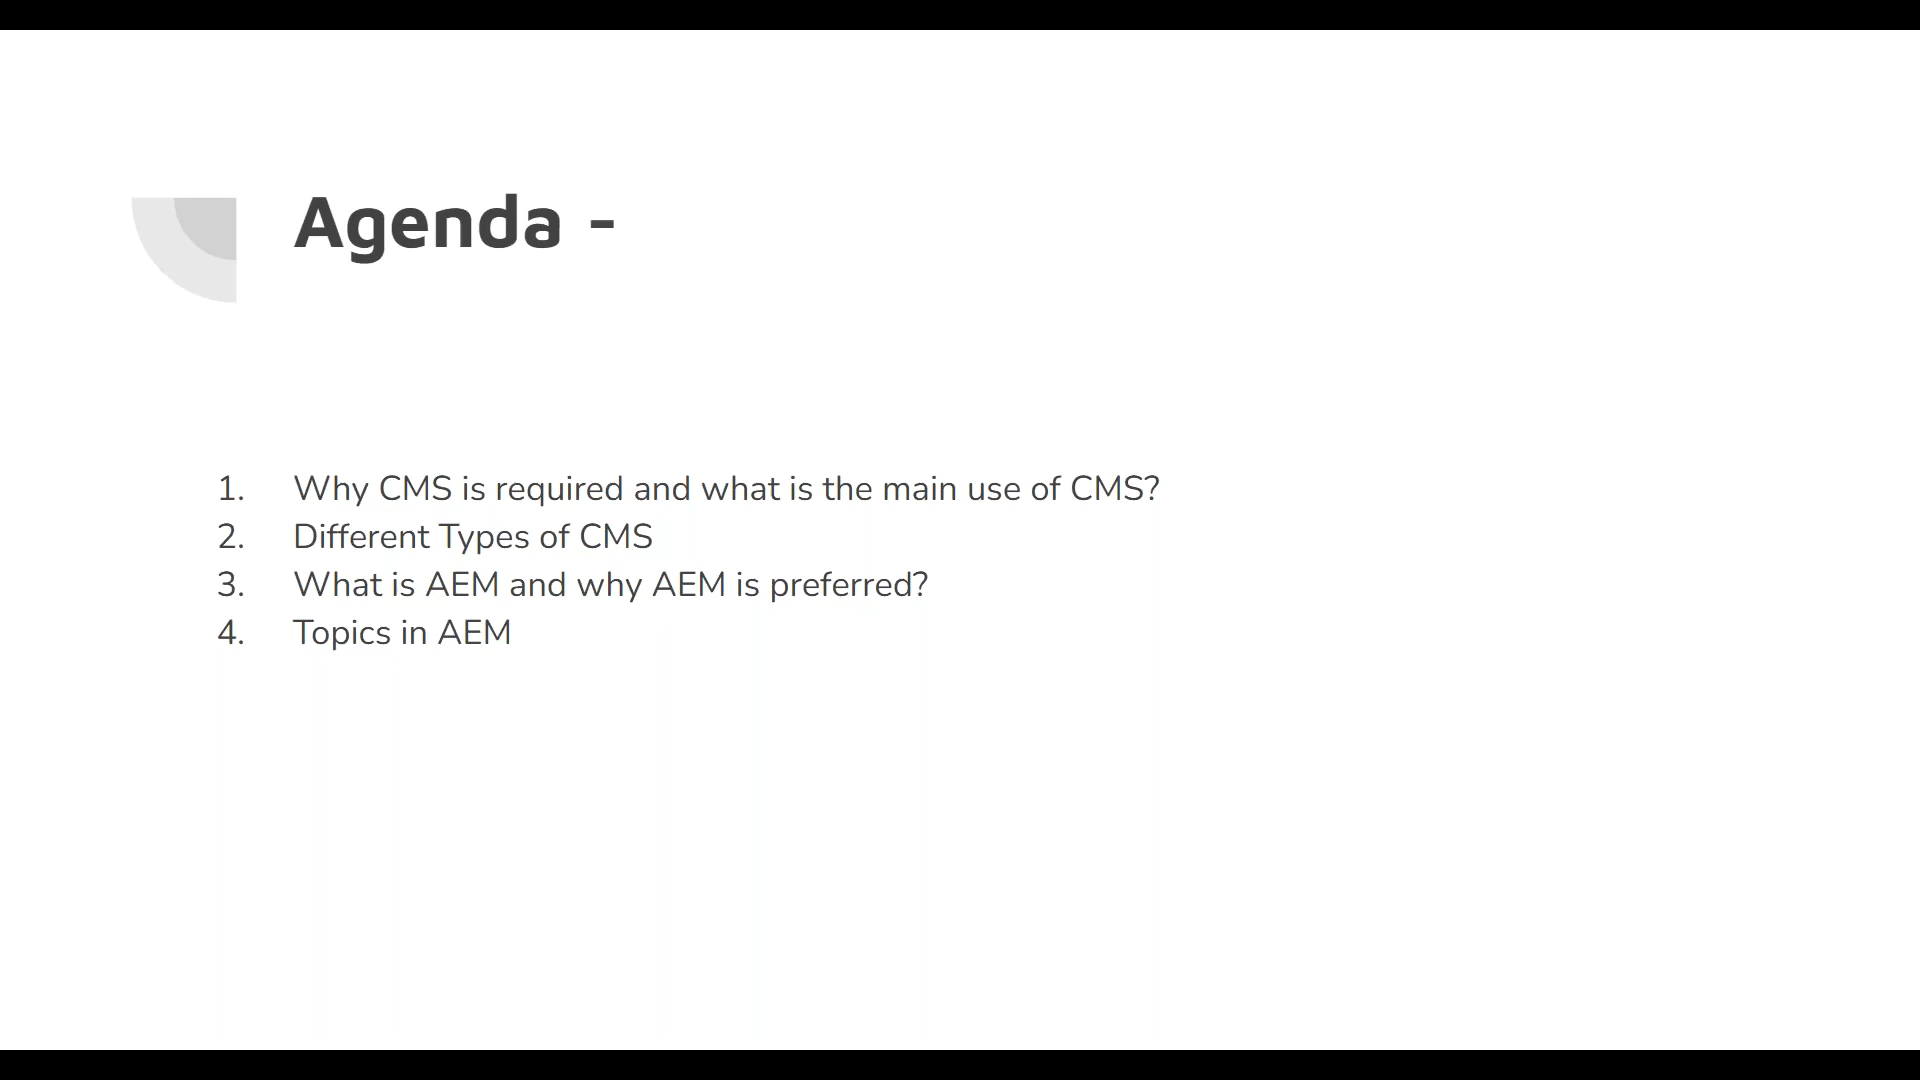 Agenda -
1. Why CMS is required and what is the main use of CMS?
2. Different Types of CMS
3. What is AEM and why AEM is preferred?
4. Topics in AEM